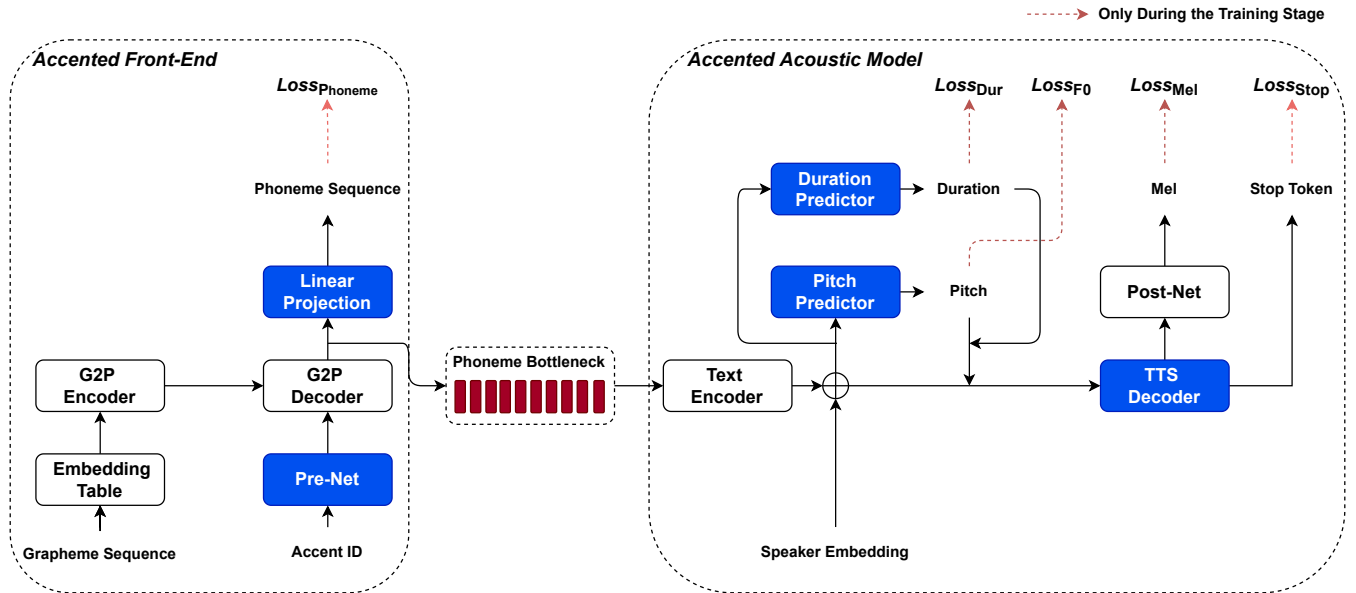 Only During the Training Stage
Accented Front-End
Accented Acoustic Model
LossPhoneme
LossDur
LossF0
LossMel
LossStop
Phoneme Sequence
Duration
Predictor
Duration
Mel
Stop Token
Linear
Projection
Pitch
Predictor
Pitch
Post-Net
G2P
Encoder
G2P
Decoder
Phoneme Bottleneck
Text
Encoder
TTS
Decoder
Embedding
Table
Pre-Net
Grapheme Sequence
Accent ID
Speaker Embedding